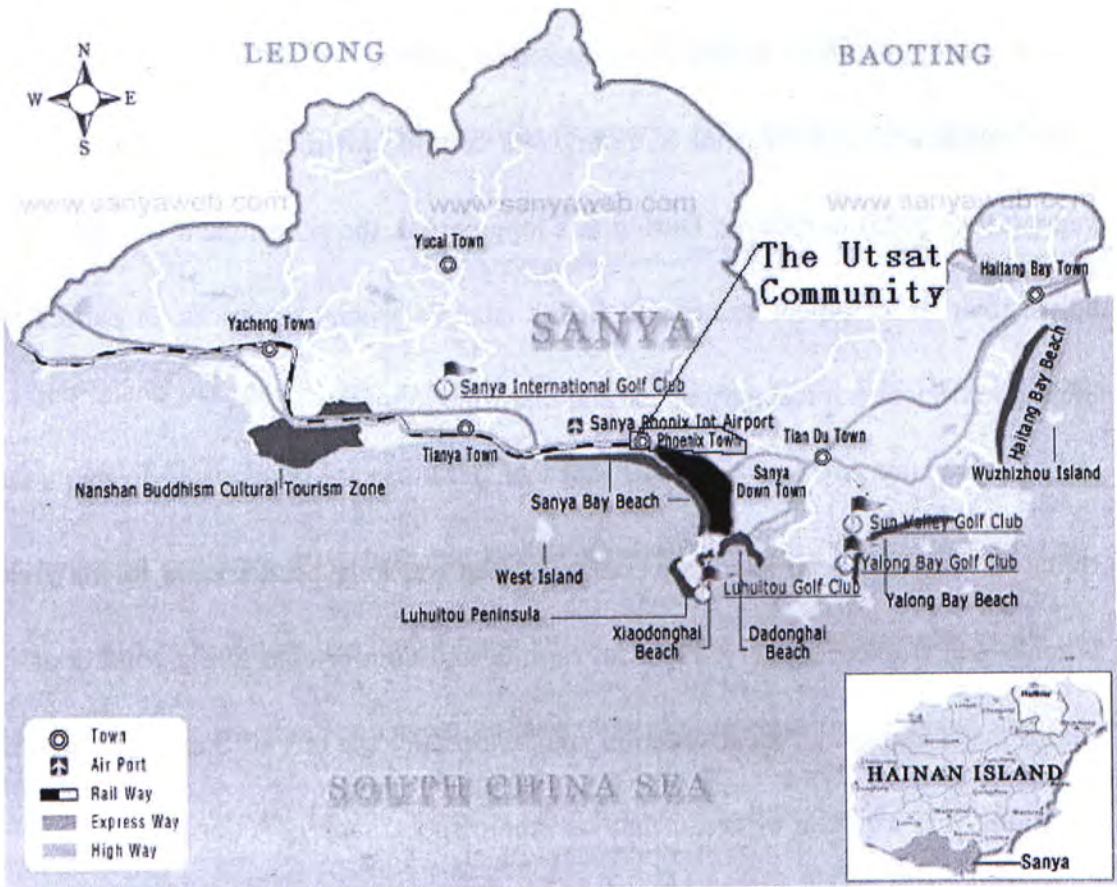 LEDONG
BAOTING
N
W E
S
www.sanyaweb.com
www.sanyaweb.com
www.sanyaweb.com
Yucai Town
The Utsat
Community
Haitang Bay Town
Yacheng Town
SANYA
Haitang Bay Beach
Sanya International Golf Club
Sanya Phonix Int Airport
Phoenix Town
Tian Du Town
Tianya Town
Wuzhizhou Island
Nanshan Buddhism Cultural Tourism Zone
Sanya Bay Beach
Sanya
Down Town
Sun Valley Golf Club
West Island
Yalong Bay Golf Club
Luhuitou Golf Club
Yalong Bay Beach
Luhuitou Peninsula
Xiaodonghai
Beach
Dadonghai
Beach
Town
Air Port
Rail Way
Express Way
High Way
SOUTH CHINA SEA
HAINAN ISLAND
Sanya